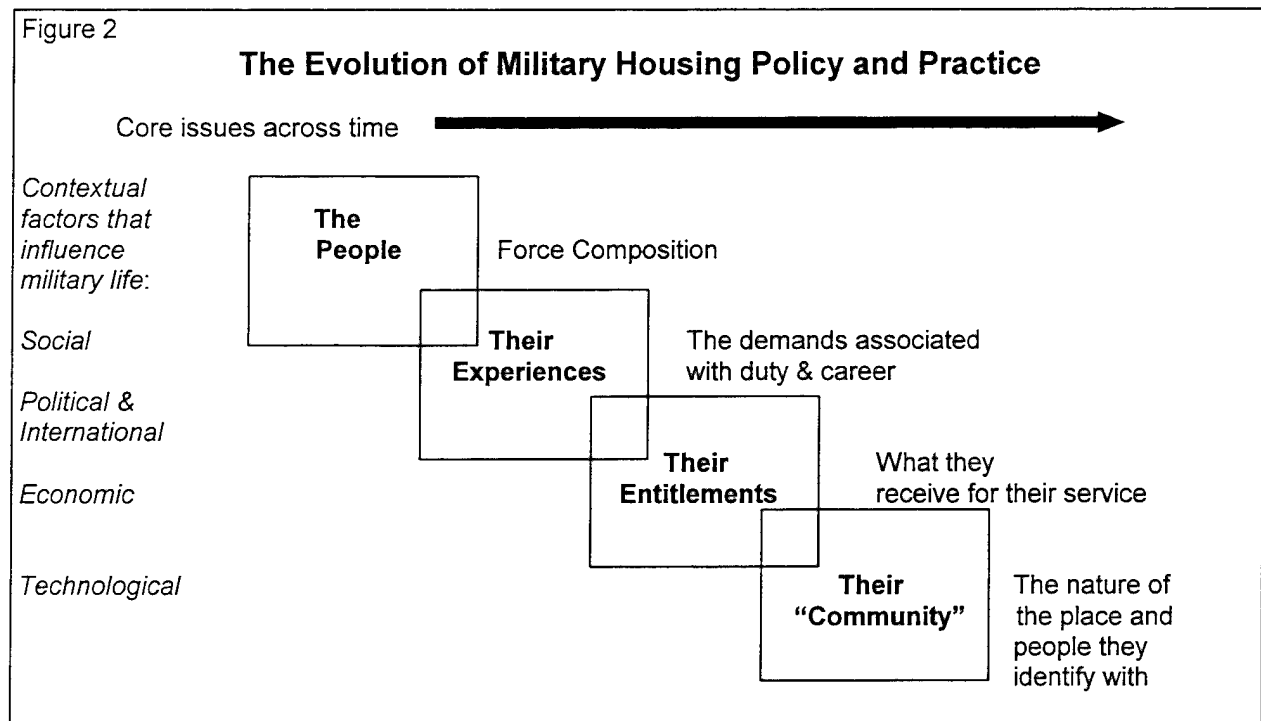 Figure 2
The Evolution of Military Housing Policy and Practice
Core issues across time
Contextual
factors that
influence
military life:
The
People
Force Composition
Social
Their
Experiences
The demands associated
with duty & career
Political &
International
Their
Entitlements
What they
receive for their service
Economic
Technological
Their
“Community”
The nature of
the place and
people they
identify with